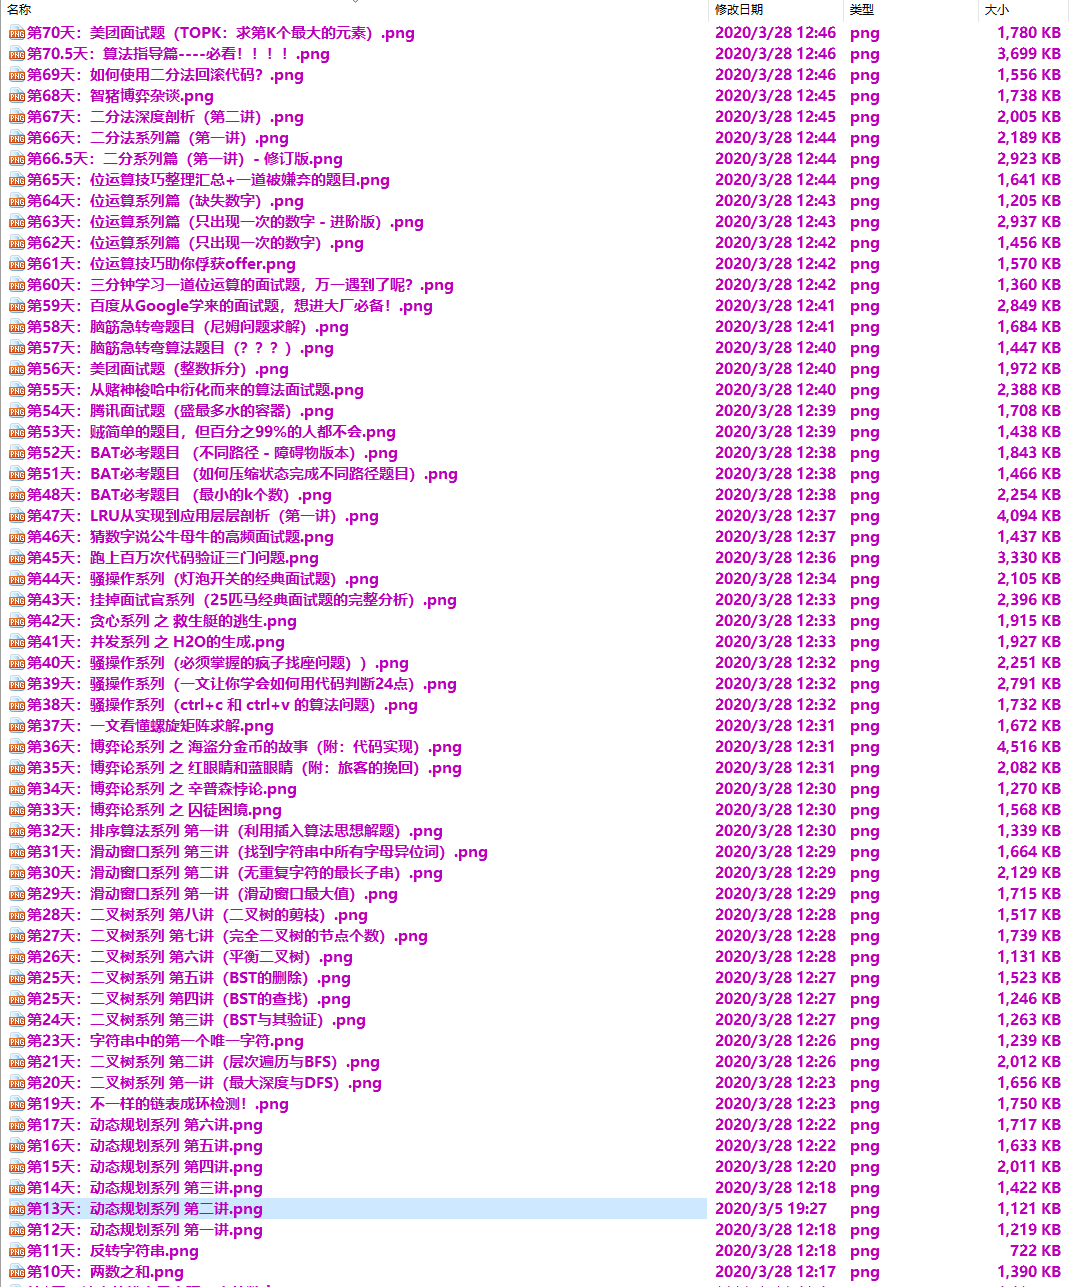 名称 修改日期 类型 大小
第70天：美团面试题（TOPK：求第K个最大的元素）.png 2020/3/28 12:46 png 1,780 KB
第70.5天：算法指导篇----必看！！！！.png 2020/3/28 12:46 png 3,699 KB
第69天：如何使用二分法回滚代码？.png 2020/3/28 12:46 png 1,556 KB
第68天：智猪博弈杂谈.png 2020/3/28 12:45 png 1,738 KB
第67天：二分法深度剖析（第二讲）.png 2020/3/28 12:45 png 2,005 KB
第66天：二分法系列篇（第一讲）.png 2020/3/28 12:44 png 2,189 KB
第66.5天：二分系列篇（第一讲）- 修订版.png 2020/3/28 12:44 png 2,923 KB
第65天：位运算技巧整理汇总+一道被嫌弃的题目.png 2020/3/28 12:44 png 1,641 KB
第64天：位运算系列篇（缺失数字）.png 2020/3/28 12:43 png 1,205 KB
第63天：位运算系列篇（只出现一次的数字 - 进阶版）.png 2020/3/28 12:43 png 2,937 KB
第62天：位运算系列篇（只出现一次的数字）.png 2020/3/28 12:42 png 1,456 KB
第61天：位运算技巧助你俘获offer.png 2020/3/28 12:42 png 1,570 KB
第60天：三分钟学习一道位运算的面试题，万一遇到了呢？.png 2020/3/28 12:42 png 1,360 KB
第59天：百度从Google学来的面试题，想进大厂必备！.png 2020/3/28 12:41 png 2,849 KB
第58天：脑筋急转弯题目（尼姆问题求解）.png 2020/3/28 12:41 png 1,684 KB
第57天：脑筋急转弯算法题目（？？？）.png 2020/3/28 12:40 png 1,447 KB
第56天：美团面试题（整数拆分）.png 2020/3/28 12:40 png 1,972 KB
第55天：从赌神梭哈中衍化而来的算法面试题.png 2020/3/28 12:40 png 2,388 KB
第54天：腾讯面试题（盛最多水的容器）.png 2020/3/28 12:39 png 1,708 KB
第53天：贼简单的题目，但百分之99%的人都不会.png 2020/3/28 12:39 png 1,438 KB
第52天：BAT必考题目 （不同路径 - 障碍物版本）.png 2020/3/28 12:38 png 1,843 KB
第51天：BAT必考题目 （如何压缩状态完成不同路径题目）.png 2020/3/28 12:38 png 1,466 KB
第48天：BAT必考题目 （最小的k个数）.png 2020/3/28 12:38 png 2,254 KB
第47天：LRU从实现到应用层层剖析（第一讲）.png 2020/3/28 12:37 png 4,094 KB
第46天：猜数字说公牛母牛的高频面试题.png 2020/3/28 12:37 png 1,437 KB
第45天：跑上百万次代码验证三门问题.png 2020/3/28 12:36 png 3,330 KB
第44天：骚操作系列（灯泡开关的经典面试题）.png 2020/3/28 12:34 png 2,105 KB
第43天：挂掉面试官系列（25匹马经典面试题的完整分析）.png 2020/3/28 12:33 png 2,396 KB
第42天：贪心系列 之 救生艇的逃生.png 2020/3/28 12:33 png 1,915 KB
第41天：并发系列 之 H2O的生成.png 2020/3/28 12:33 png 1,927 KB
第40天：骚操作系列（必须掌握的疯子找座问题））.png 2020/3/28 12:32 png 2,251 KB
第39天：骚操作系列（一文让你学会如何用代码判断24点）.png 2020/3/28 12:32 png 2,791 KB
第38天：骚操作系列（ctrl+c 和 ctrl+v 的算法问题）.png 2020/3/28 12:32 png 1,732 KB
第37天：一文看懂螺旋矩阵求解.png 2020/3/28 12:31 png 1,672 KB
第36天：博弈论系列 之 海盗分金币的故事（附：代码实现）.png 2020/3/28 12:31 png 4,516 KB
第35天：博弈论系列 之 红眼睛和蓝眼睛（附：旅客的挽回）.png 2020/3/28 12:31 png 2,082 KB
第34天：博弈论系列 之 辛普森悖论.png 2020/3/28 12:30 png 1,270 KB
第33天：博弈论系列 之 囚徒困境.png 2020/3/28 12:30 png 1,568 KB
第32天：排序算法系列 第一讲（利用插入算法思想解题）.png 2020/3/28 12:30 png 1,339 KB
第31天：滑动窗口系列 第三讲（找到字符串中所有字母异位词）.png 2020/3/28 12:29 png 1,664 KB
第30天：滑动窗口系列 第二讲（无重复字符的最长子串）.png 2020/3/28 12:29 png 2,129 KB
第29天：滑动窗口系列 第一讲（滑动窗口最大值）.png 2020/3/28 12:29 png 1,715 KB
第28天：二叉树系列 第八讲（二叉树的剪枝）.png 2020/3/28 12:28 png 1,517 KB
第27天：二叉树系列 第七讲（完全二叉树的节点个数）.png 2020/3/28 12:28 png 1,739 KB
第26天：二叉树系列 第六讲（平衡二叉树）.png 2020/3/28 12:28 png 1,131 KB
第25天：二叉树系列 第五讲（BST的删除）.png 2020/3/28 12:27 png 1,523 KB
第25天：二叉树系列 第四讲（BST的查找）.png 2020/3/28 12:27 png 1,246 KB
第24天：二叉树系列 第三讲（BST与其验证）.png 2020/3/28 12:27 png 1,263 KB
第23天：字符串中的第一个唯一字符.png 2020/3/28 12:26 png 1,239 KB
第21天：二叉树系列 第二讲（层次遍历与BFS）.png 2020/3/28 12:26 png 2,012 KB
第20天：二叉树系列 第一讲（最大深度与DFS）.png 2020/3/28 12:23 png 1,656 KB
第19天：不一样的链表成环检测！.png 2020/3/28 12:23 png 1,750 KB
第17天：动态规划系列 第六讲.png 2020/3/28 12:22 png 1,717 KB
第16天：动态规划系列 第五讲.png 2020/3/28 12:22 png 1,633 KB
第15天：动态规划系列 第四讲.png 2020/3/28 12:20 png 2,011 KB
第14天：动态规划系列 第三讲.png 2020/3/28 12:18 png 1,422 KB
第13天：动态规划系列 第二讲.png 2020/3/5 19:27 png 1,121 KB
第12天：动态规划系列 第一讲.png 2020/3/28 12:18 png 1,219 KB
第11天：反转字符串.png 2020/3/28 12:18 png 722 KB
第10天：两数之和.png 2020/3/28 12:17 png 1,390 KB